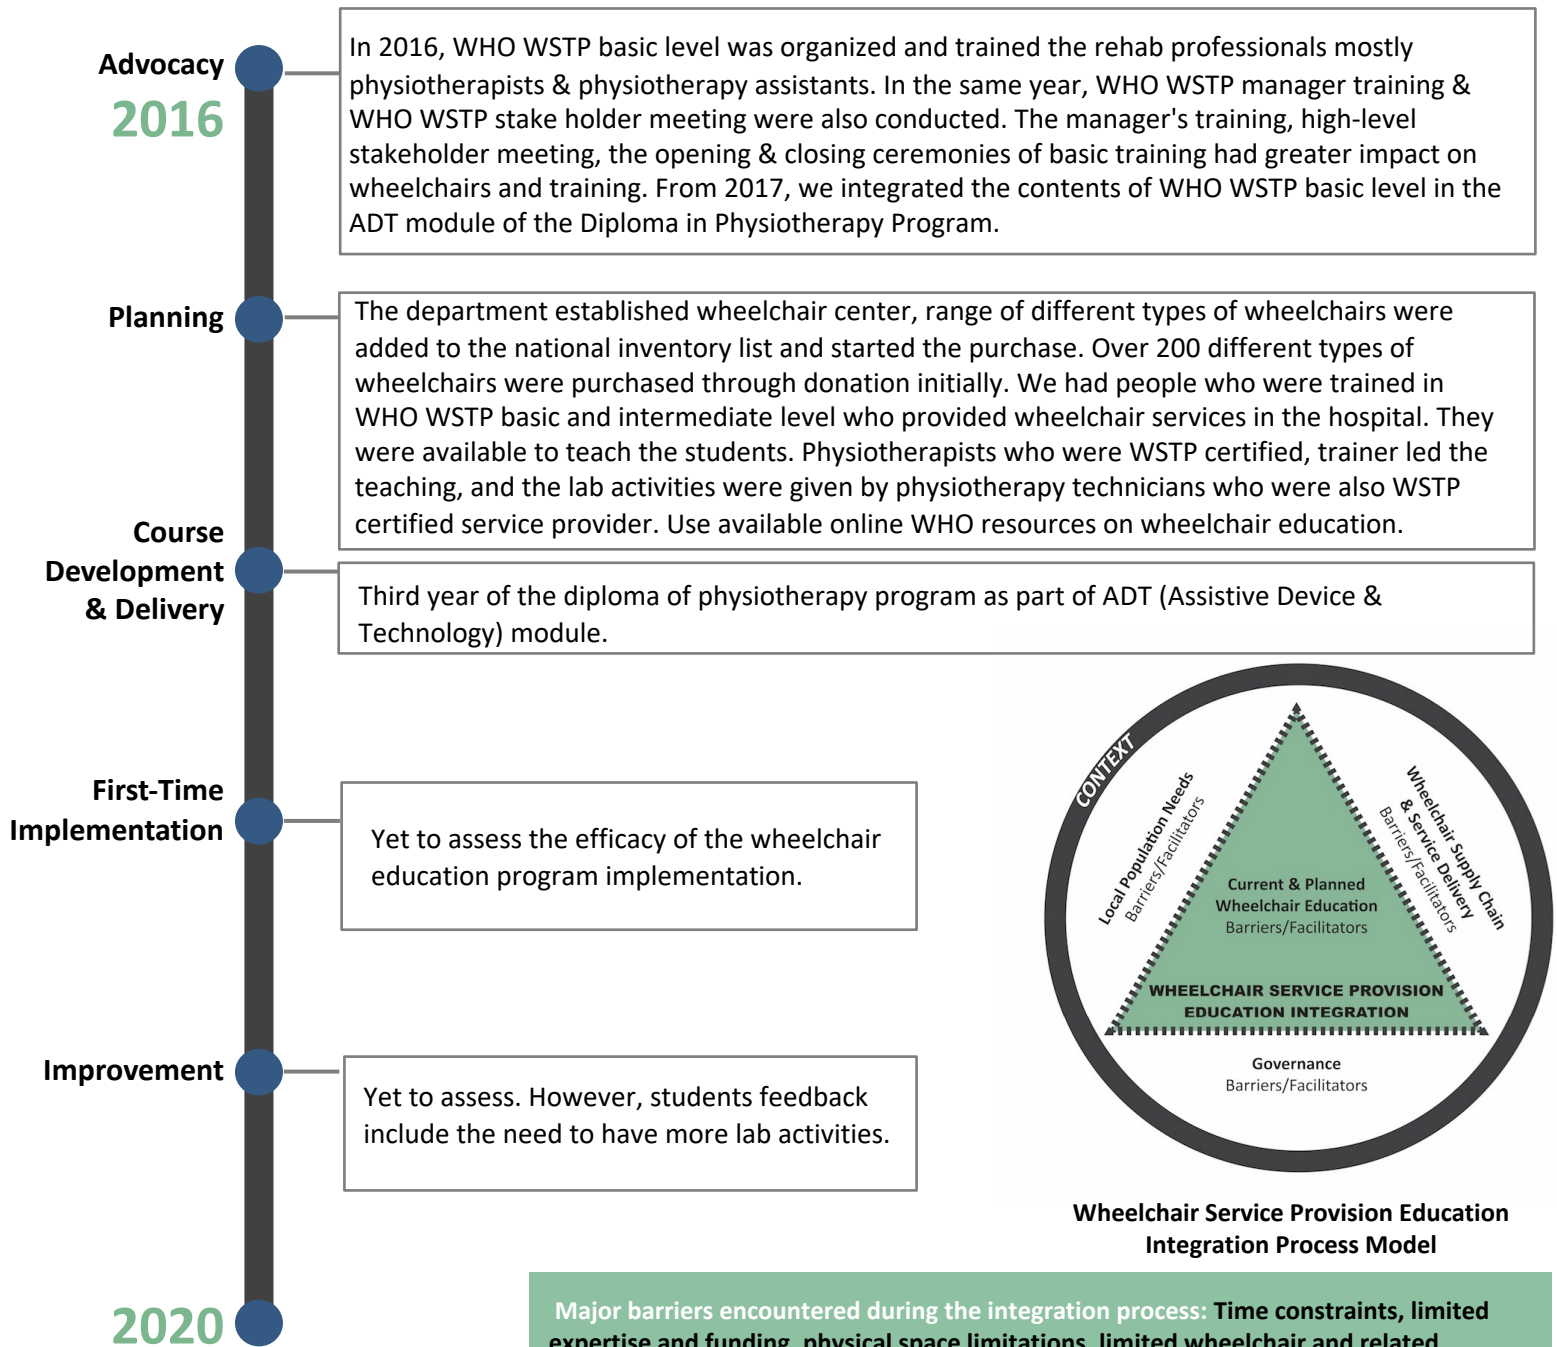 Advocacy
2016
In 2016, WHO WSTP basic level was organized and trained the rehab professionals mostly
physiotherapists & physiotherapy assistants. In the same year, WHO WSTP manager training &
WHO WSTP stake holder meeting were also conducted. The manager's training, high-level
stakeholder meeting, the opening & closing ceremonies of basic training had greater impact on
wheelchairs and training. From 2017, we integrated the contents of WHO WSTP basic level in the
ADT module of the Diploma in Physiotherapy Program.
Planning
The department established wheelchair center, range of different types of wheelchairs were
added to the national inventory list and started the purchase. Over 200 different types of
wheelchairs were purchased through donation initially. We had people who were trained in
WHO WSTP basic and intermediate level who provided wheelchair services in the hospital. They
were available to teach the students. Physiotherapists who were WSTP certified, trainer led the
teaching, and the lab activities were given by physiotherapy technicians who were also WSTP
certified service provider. Use available online WHO resources on wheelchair education.
Course
Development
& Delivery
Third year of the diploma of physiotherapy program as part of ADT (Assistive Device &
Technology) module.
First-Time
Implementation
Yet to assess the efficacy of the wheelchair
education program implementation.
Improvement
Yet to assess. However, students feedback
include the need to have more lab activities.
2020
CONTEXT
Local Population Needs
Barriers/Facilitators
Wheelchair Supply Chain
& Service Delivery
Barriers/Facilitators
Current & Planned
Wheelchair Education
Barriers/Facilitators
WHEELCHAIR SERVICE PROVISION
EDUCATION INTEGRATION
Governance
Barriers/Facilitators
Wheelchair Service Provision Education
Integration Process Model
Major barriers encountered during the integration process: Time constraints, limited
expertise and funding, physical space limitations, limited wheelchair and related